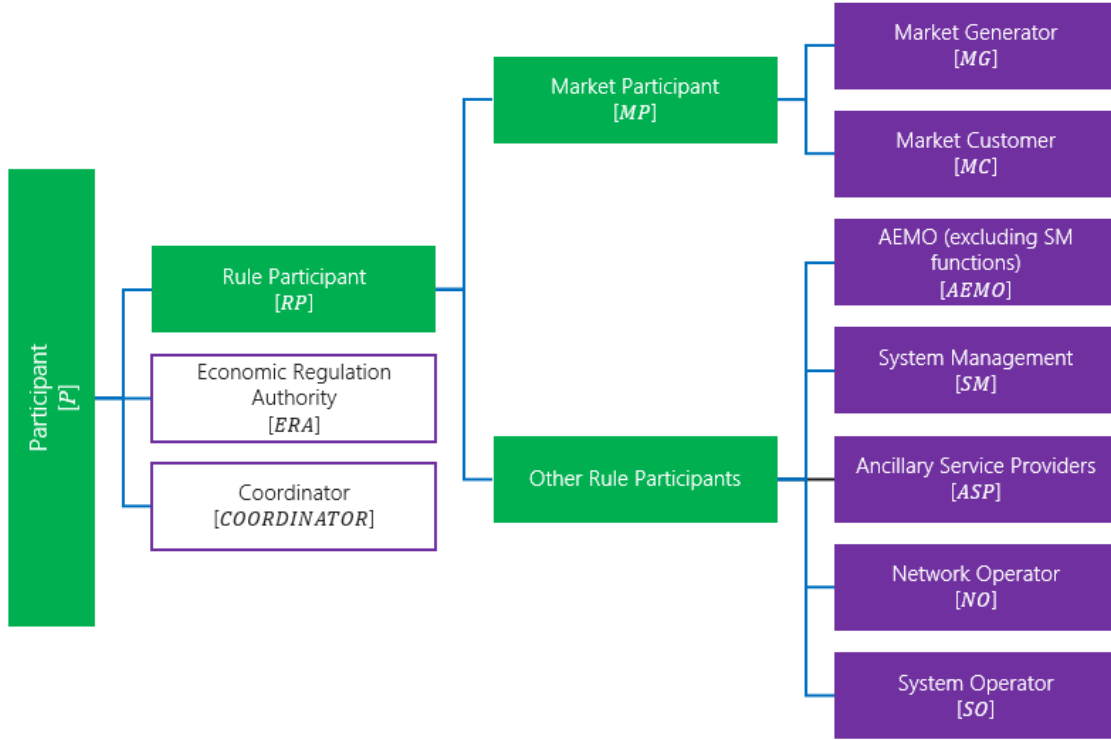 Participant
[P]
Rule Participant
[RP]
Economic Regulation
Authority
[ERA]
Coordinator
[COORDINATOR]
Market Participant
[MP]
Other Rule Participants
Market Generator
[MG]
Market Customer
[MC]
AEMO (excluding SM
functions)
[AEMO]
System Management
[SM]
Ancillary Service Providers
[ASP]
Network Operator
[NO]
System Operator
[SO]